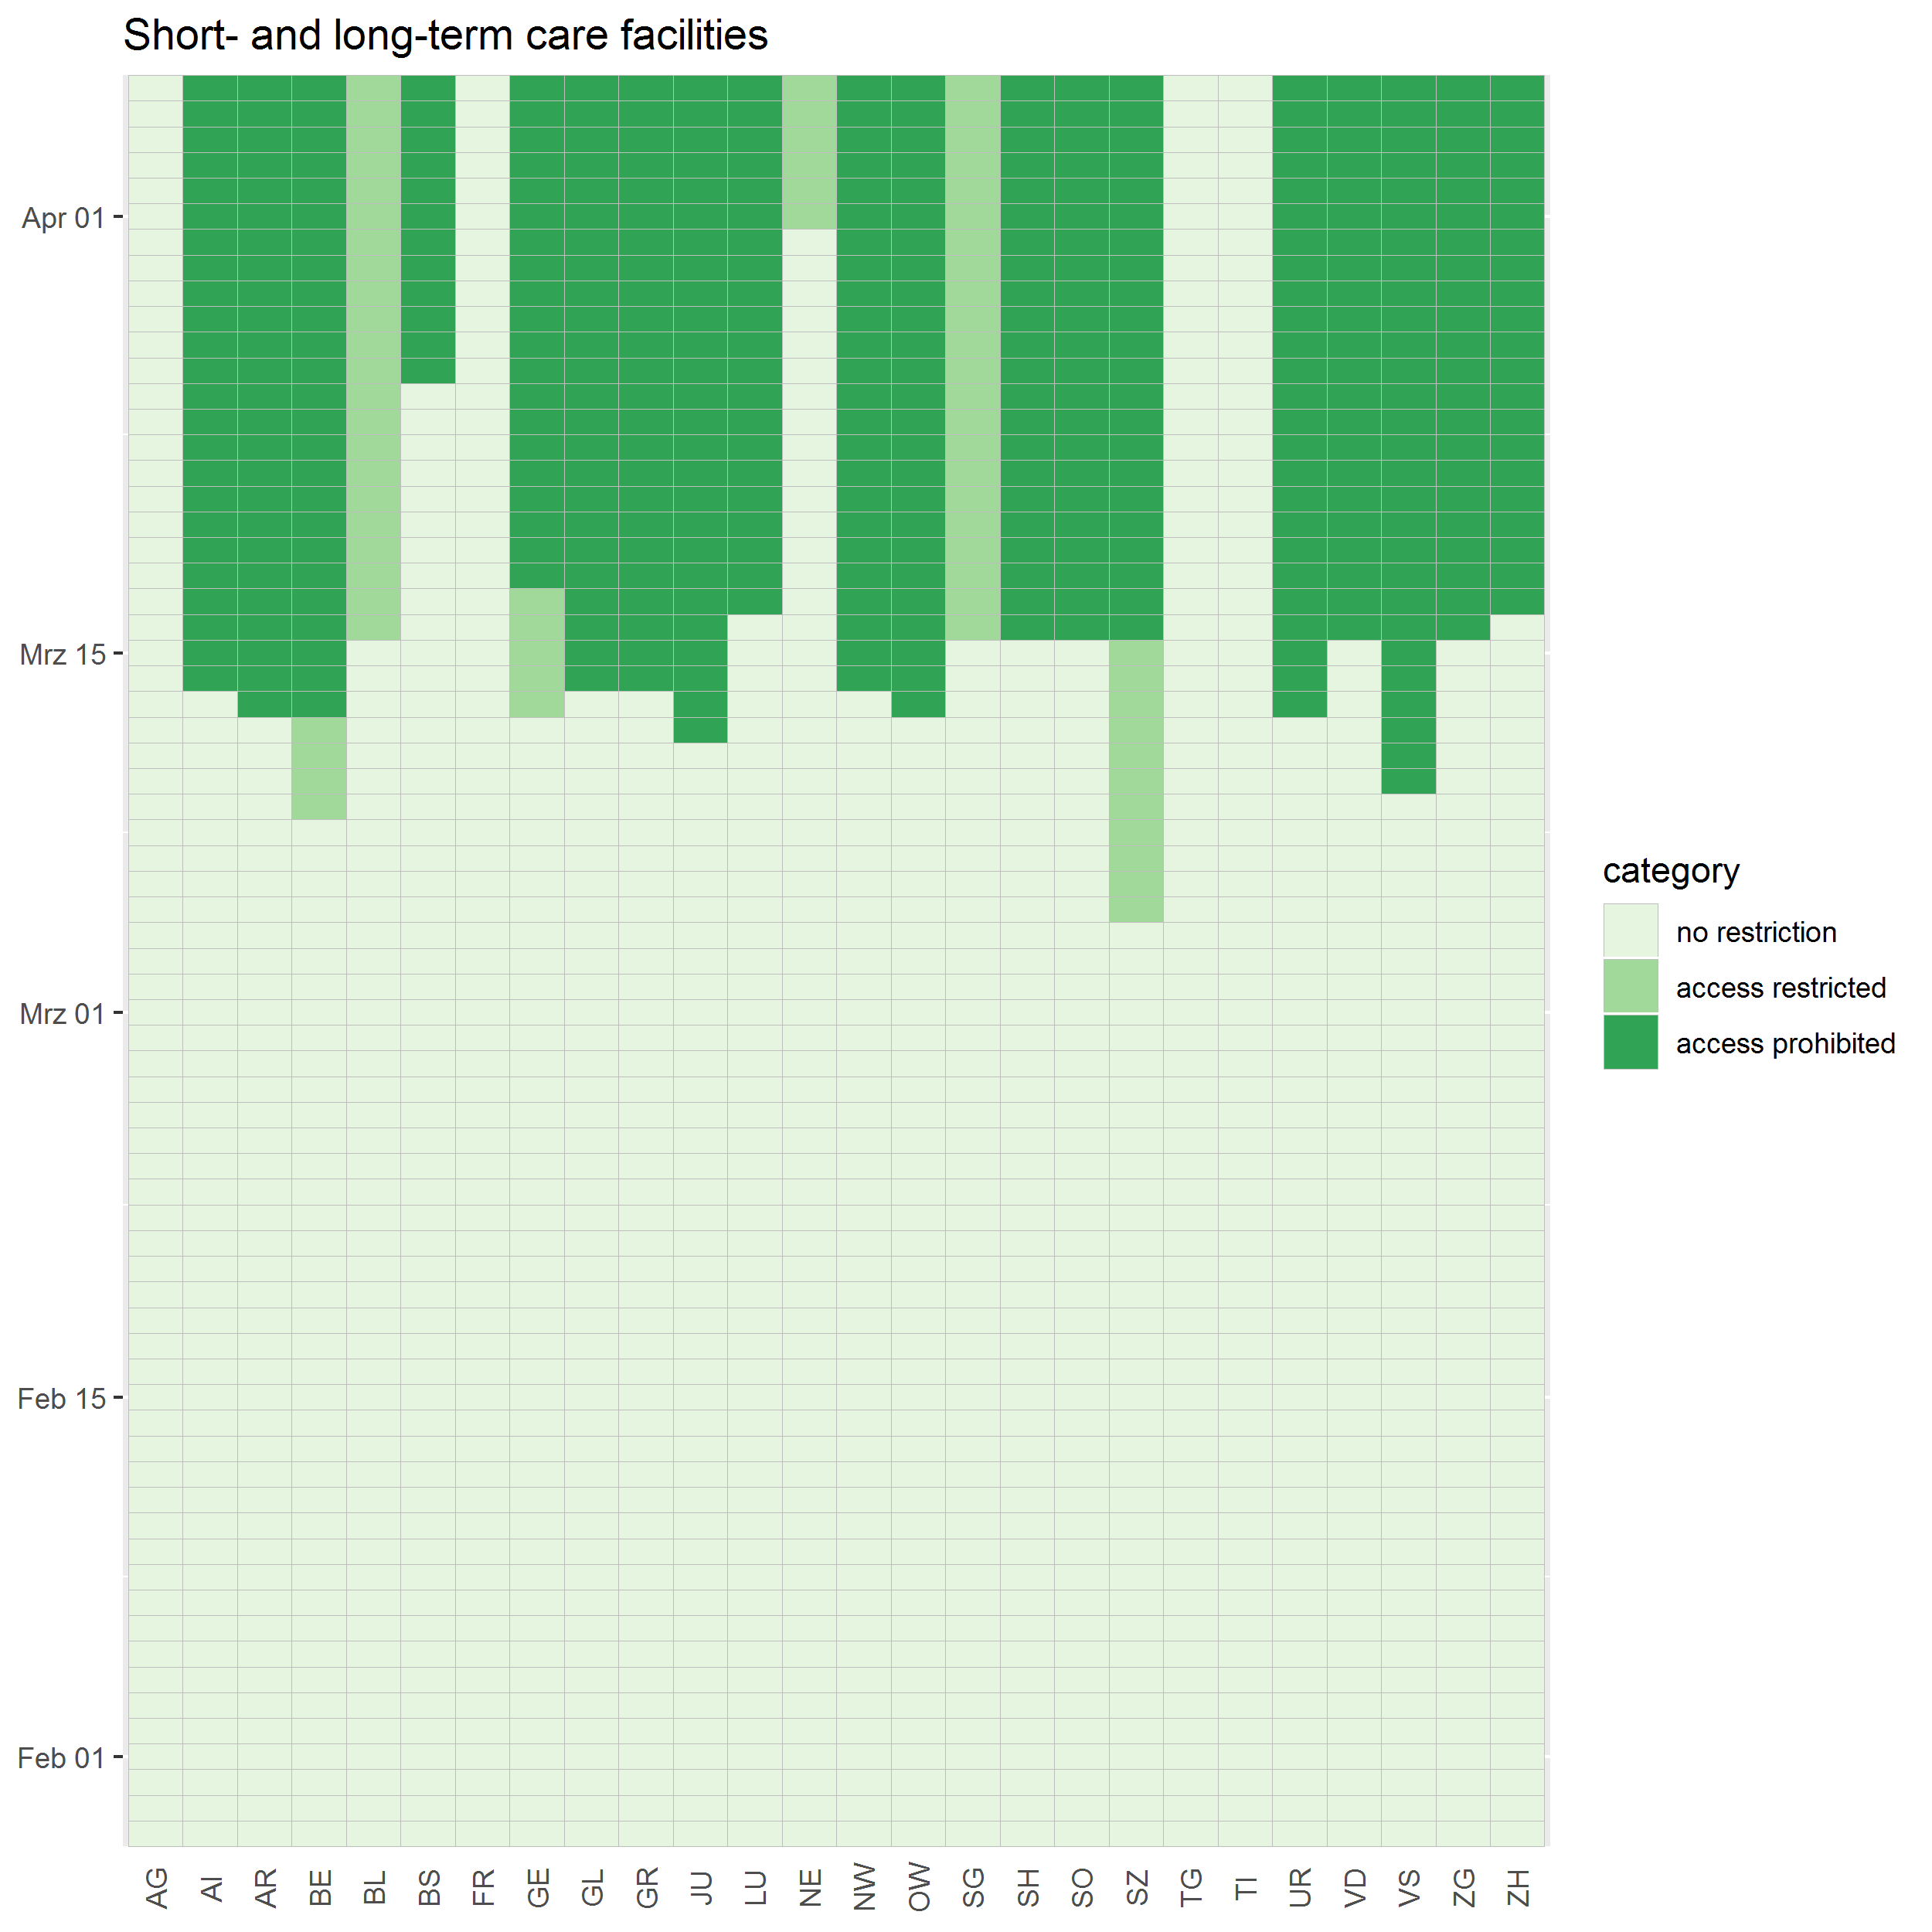 Short- and long-term care facilities
Apr 01
Mrz 15
Mrz 01
Feb 15
Feb 01
category
no restriction
access restricted
access prohibited
AG AI AR BE BL BS FR GE GL GR JU LU NE NW OW SG SH SO SZ TG TI UR VD VS ZG ZH